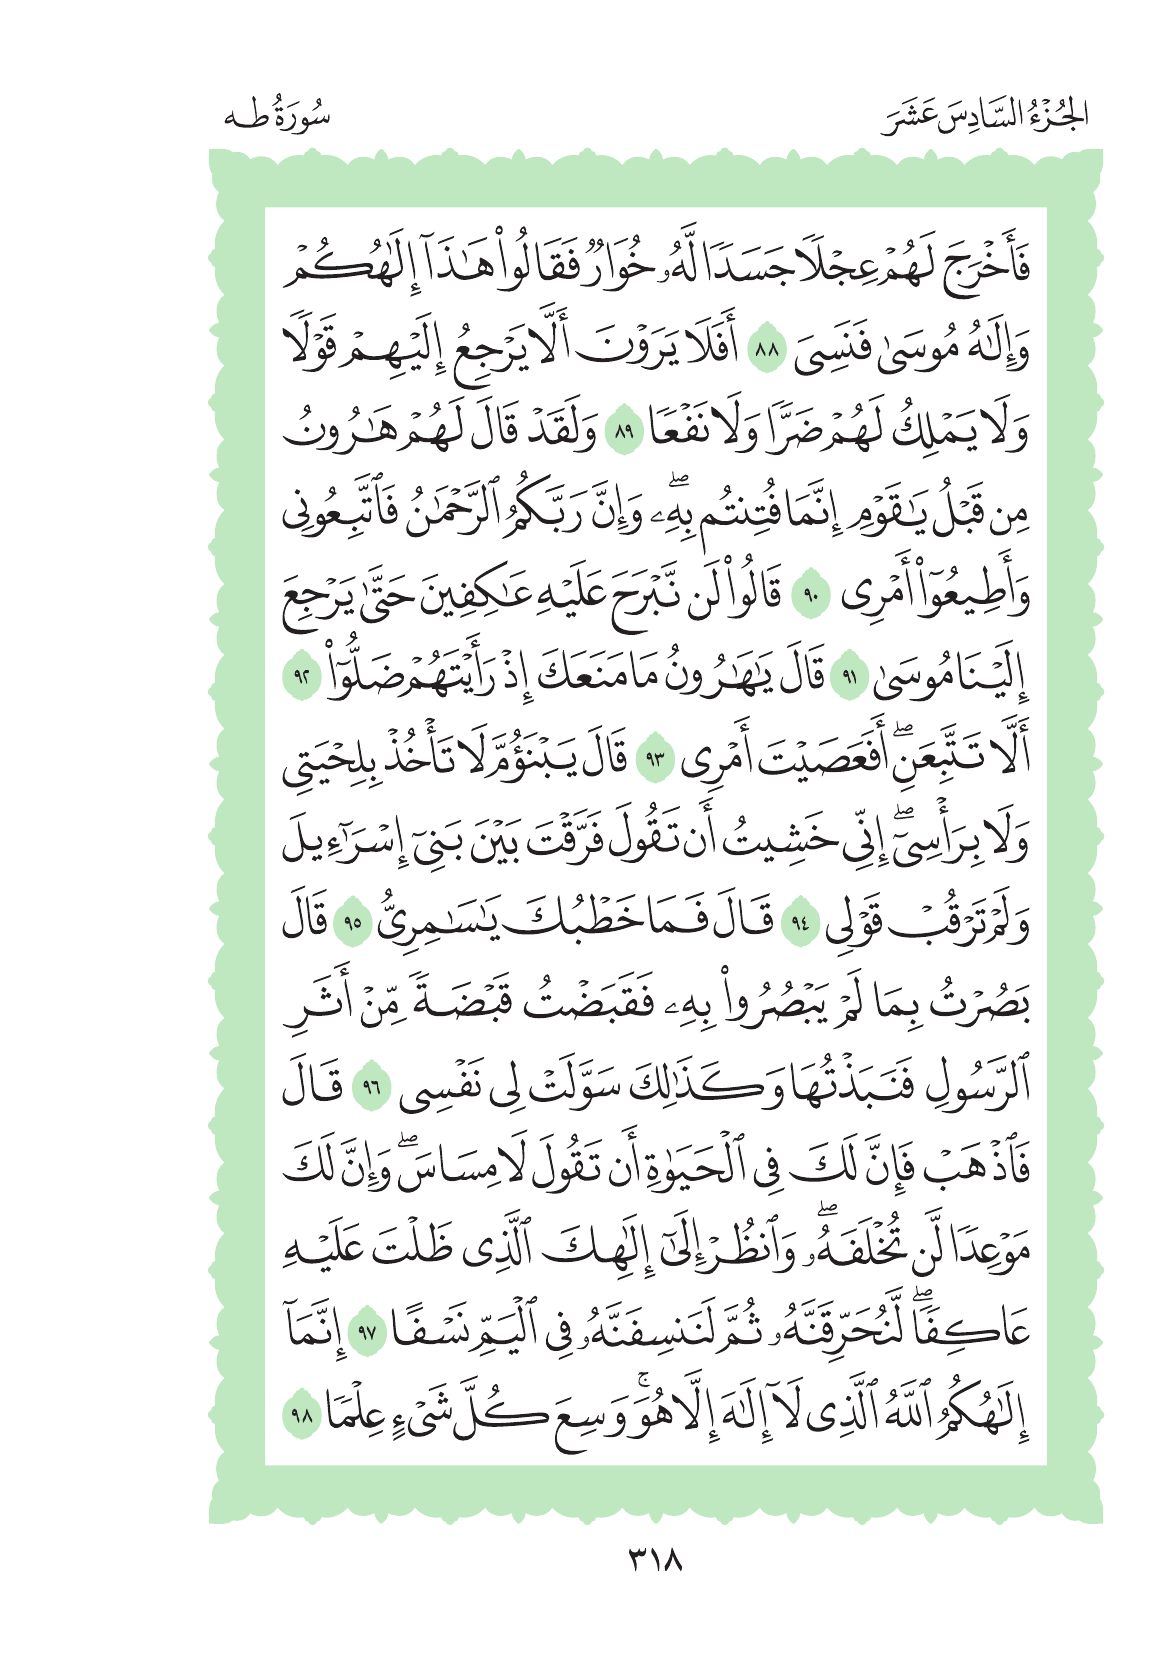 الجُزْءُ السَّادِسَ عَشَرَ
سُورَةُ طه
فَأَخۡرَجَ لَهُمۡ عِجۡلٗا جَسَدٗا لَّهُۥ خُوَارٞ فَقَالُواْ هَٰذَآ إِلَٰهُكُمۡ
وَإِلَٰهُ مُوسَىٰ فَنَسِيَ ٨٨ أَفَلَا يَرَوۡنَ أَلَّا يَرۡجِعُ إِلَيۡهِمۡ قَوۡلٗا
وَلَا يَمۡلِكُ لَهُمۡ ضَرّٗا وَلَا نَفۡعٗا ٨٩ وَلَقَدۡ قَالَ لَهُمۡ هَٰرُونُ
مِن قَبۡلُ يَٰقَوۡمِ إِنَّمَا فُتِنتُم بِهِۦۖ وَإِنَّ رَبَّكُمُ ٱلرَّحۡمَٰنُ فَٱتَّبِعُونِي
وَأَطِيعُوٓاْ أَمۡرِي ٩٠ قَالُواْ لَن نَّبۡرَحَ عَلَيۡهِ عَٰكِفِينَ حَتَّىٰ يَرۡجِعَ
إِلَيۡنَا مُوسَىٰ ٩١ قَالَ يَٰهَٰرُونُ مَا مَنَعَكَ إِذۡ رَأَيۡتَهُمۡ ضَلُّوٓاْ ٩٢
أَلَّا تَتَّبِعَنِۖ أَفَعَصَيۡتَ أَمۡرِي ٩٣ قَالَ يَبۡنَؤُمَّ لَا تَأۡخُذۡ بِلِحۡيَتِي
وَلَا بِرَأۡسِيٓۖ إِنِّي خَشِيتُ أَن تَقُولَ فَرَّقۡتَ بَيۡنَ بَنِيٓ إِسۡرَٰٓءِيلَ
وَلَمۡ تَرۡقُبۡ قَوۡلِي ٩٤ قَالَ فَمَا خَطۡبُكَ يَٰسَٰمِرِيُّ ٩٥ قَالَ
بَصُرۡتُ بِمَا لَمۡ يَبۡصُرُواْ بِهِۦ فَقَبَضۡتُ قَبۡضَةٗ مِّنۡ أَثَرِ
ٱلرَّسُولِ فَنَبَذۡتُهَا وَكَذَٰلِكَ سَوَّلَتۡ لِي نَفۡسِي ٩٦ قَالَ
فَٱذۡهَبۡ فَإِنَّ لَكَ فِي ٱلۡحَيَوٰةِ أَن تَقُولَ لَا مِسَاسَۖ وَإِنَّ لَكَ
مَوۡعِدٗا لَّن تُخۡلَفَهُۥۖ وَٱنظُرۡ إِلَىٰٓ إِلَٰهِكَ ٱلَّذِي ظَلۡتَ عَلَيۡهِ
عَاكِفٗاۖ لَّنُحَرِّقَنَّهُۥ ثُمَّ لَنَنسِفَنَّهُۥ فِي ٱلۡيَمِّ نَسۡفًا ٩٧ إِنَّمَآ
إِلَٰهُكُمُ ٱللَّهُ ٱلَّذِي لَآ إِلَٰهَ إِلَّا هُوَۚ وَسِعَ كُلَّ شَيۡءٍ عِلۡمٗا ٩٨
٣١٨